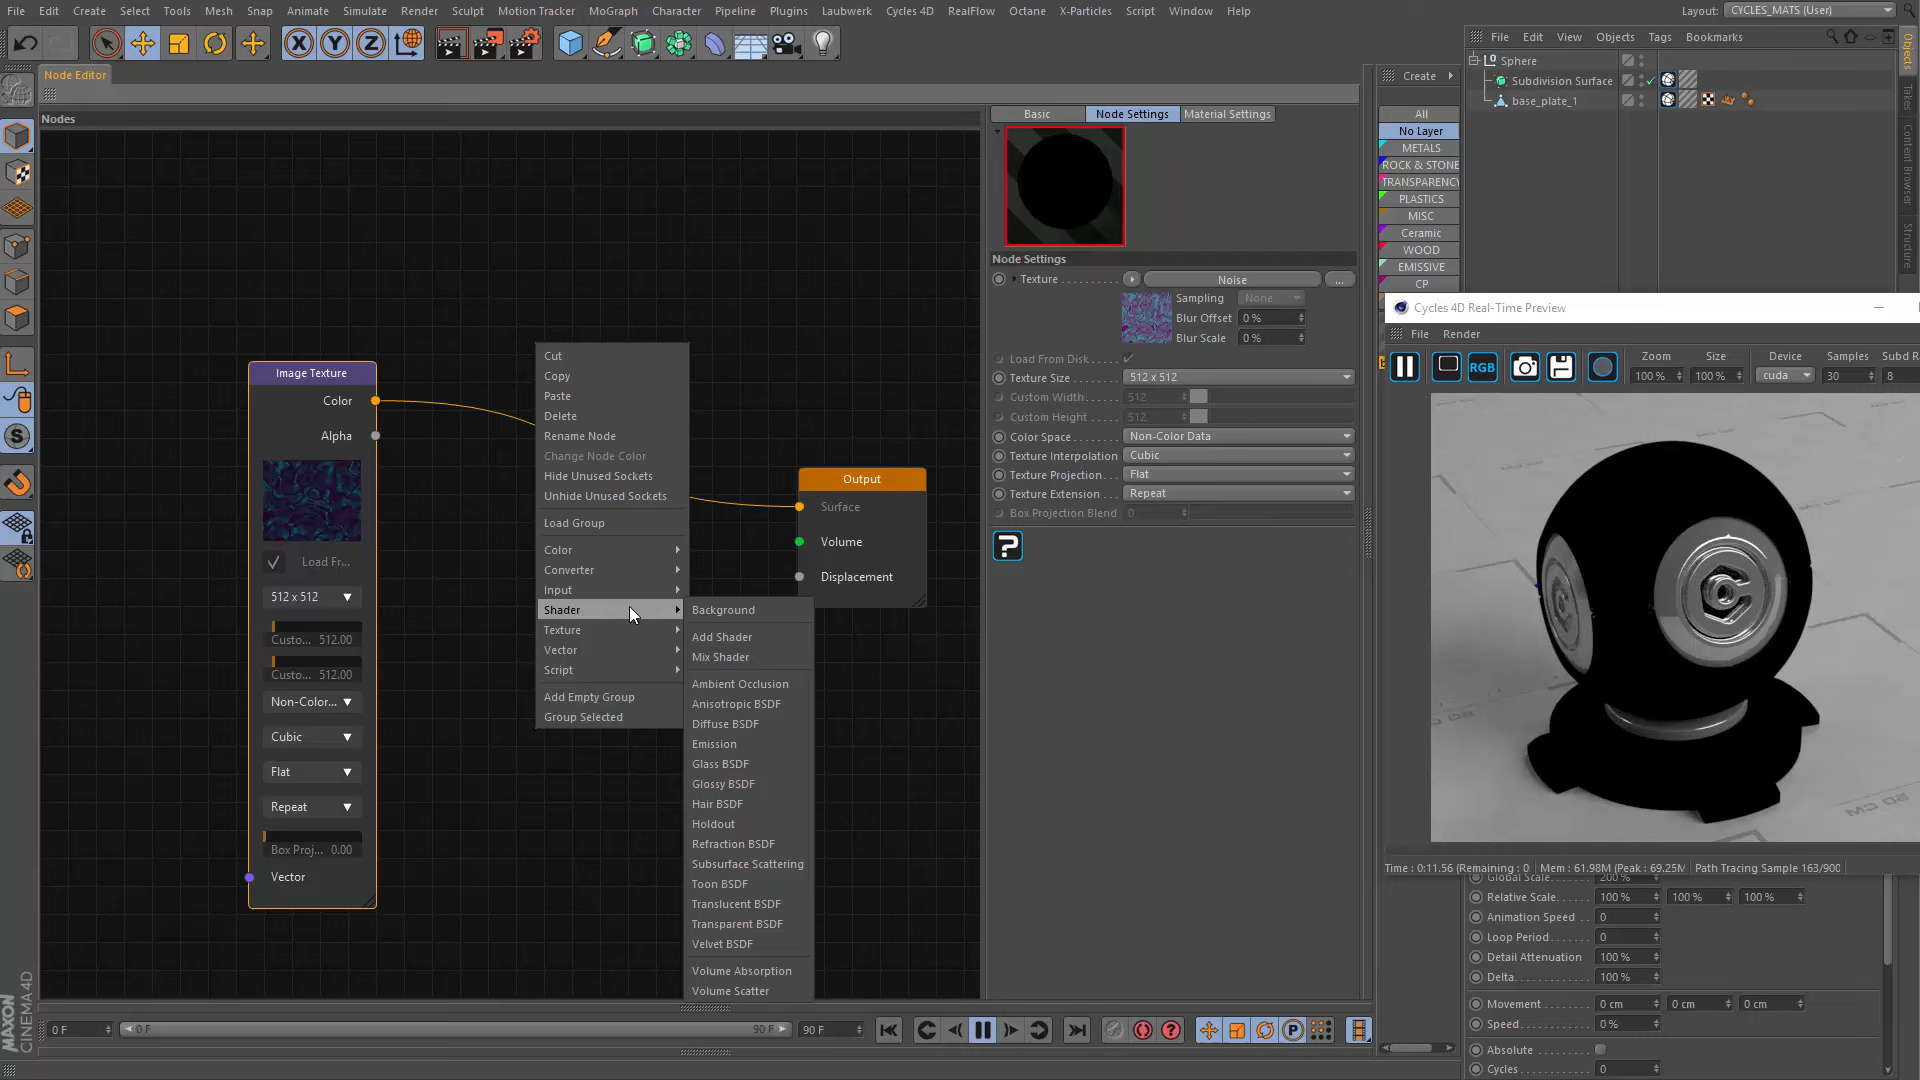 File Edit Create Select Tools Mesh Snap Animate Simulate Render Sculpt Motion Tracker MoGraph Character Pipeline Plugins Laubwerk Cycles 4D RealFlow Octane X-Particles Script Window Help
Layout: CYCLES_MATS (User)
X Y Z
Node Editor
Nodes
Image Texture
Color
Alpha
Load Fr...
512 x 512
Custo... 512.00
Custo... 512.00
Non-Color...
Cubic
Flat
Repeat
Box Proj... 0.00
Vector
Output
Surface
Volume
Displacement
Cut
Copy
Paste
Delete
Rename Node
Change Node Color
Hide Unused Sockets
Unhide Unused Sockets
Load Group
Color
Converter
Input
Shader
Texture
Vector
Script
Add Empty Group
Group Selected
Background
Add Shader
Mix Shader
Ambient Occlusion
Anisotropic BSDF
Diffuse BSDF
Emission
Glass BSDF
Glossy BSDF
Hair BSDF
Holdout
Refraction BSDF
Subsurface Scattering
Toon BSDF
Translucent BSDF
Transparent BSDF
Velvet BSDF
Volume Absorption
Volume Scatter
Basic Node Settings Material Settings
Node Settings
Texture . . . . . . . . . . Noise ...
Sampling None
Blur Offset 0 %
Blur Scale 0 %
Load From Disk . . . . .
Texture Size . . . . . . . 512 x 512
Custom Width . . . . . 512
Custom Height . . . . 512
Color Space . . . . . . . Non-Color Data
Texture Interpolation Cubic
Texture Projection . . . Flat
Texture Extension . . . Repeat
Box Projection Blend 0
?
Create
All
No Layer
METALS
ROCK & STONE
TRANSPARENCY
PLASTICS
MISC
Ceramic
WOOD
EMISSIVE
CP
File Edit View Objects Tags Bookmarks
Sphere
Subdivision Surface
base_plate_1
Objects
Takes
Content Browser
Structure
Cycles 4D Real-Time Preview
File Render
RGB
Zoom Size Device Samples Subd R
100 % 100 % cuda 30 8
Time : 0:11.56 (Remaining : 0 Mem : 61.98M (Peak : 69.25M Path Tracing Sample 163/900
Global Scale. . . . . . 200 %
Relative Scale. . . . . 100 % 100 % 100 %
Animation Speed . . 0
Loop Period. . . . . . . 0
Detail Attenuation 100 %
Delta. . . . . . . . . . . . . 100 %
Movement . . . . . . . 0 cm 0 cm 0 cm
Speed . . . . . . . . . . . . 0 %
Absolute . . . . . . . . .
Cycles. . . . . . . . . . . . 0
0 F 0 F 90 F 90 F
P
MAXON
CINEMA 4D